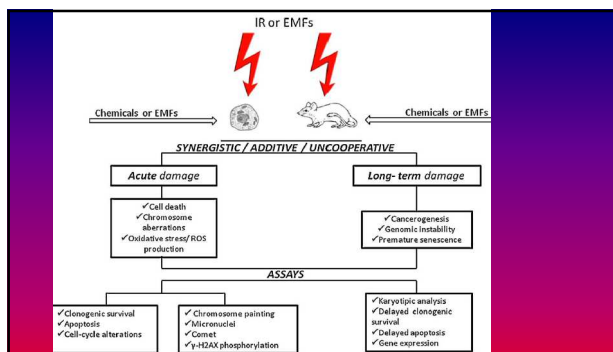 IR or EMFs
Chemicals or EMFs
Chemicals or EMFs
SYNERGISTIC / ADDITIVE / UNCOOPERATIVE
Acute damage
Long- term damage
✓Cell death
✓Chromosome
aberrations
✓Oxidative stress/ ROS
production
✓Cancerogenesis
✓Genomic instability
✓Premature senescence
ASSAYS
✓Clonogenic survival
✓Apoptosis
✓Cell-cycle alterations
✓Chromosome painting
✓Micronuclei
✓Comet
✓γ-H2AX phosphorylation
✓Karyotipic analysis
✓Delayed clonogenic
survival
✓Delayed apoptosis
✓Gene expression